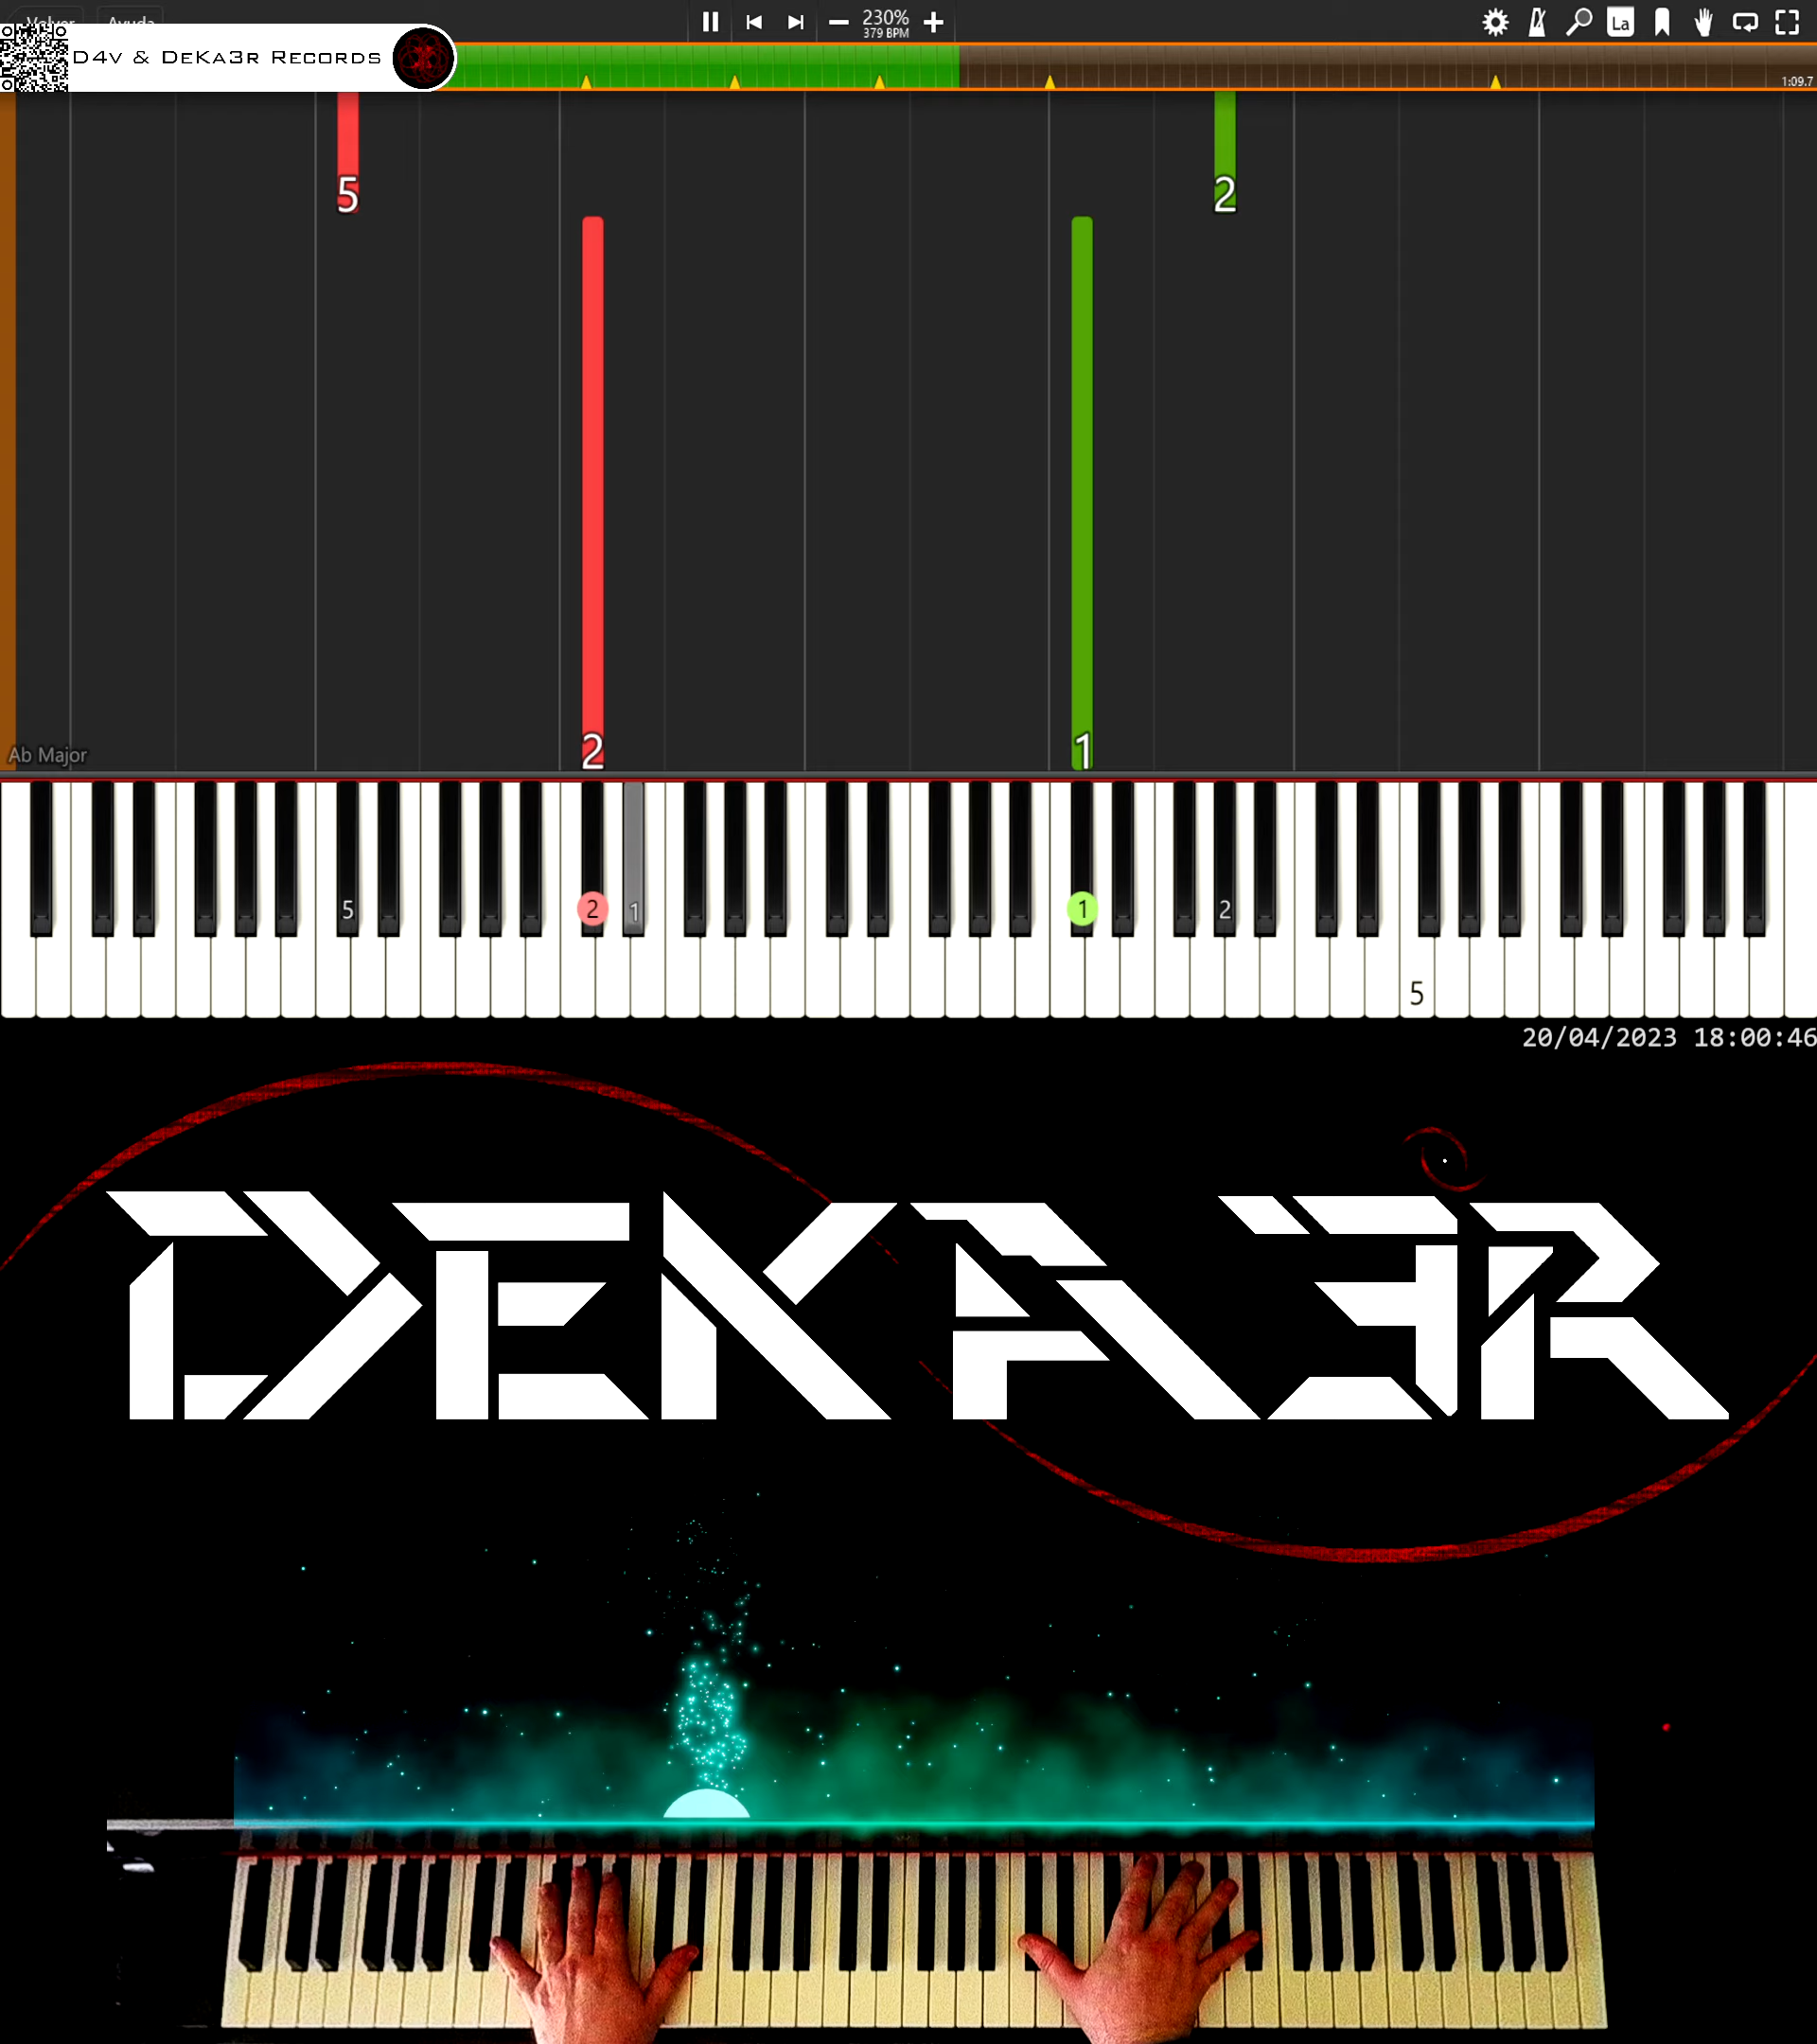 230%
379 BPM
La
D4v & DeKa3r Records
1:09.7
5 2
2 1
Ab Major
5 2 1 1 2
5
20/04/2023 18:00:46
DEKA3R